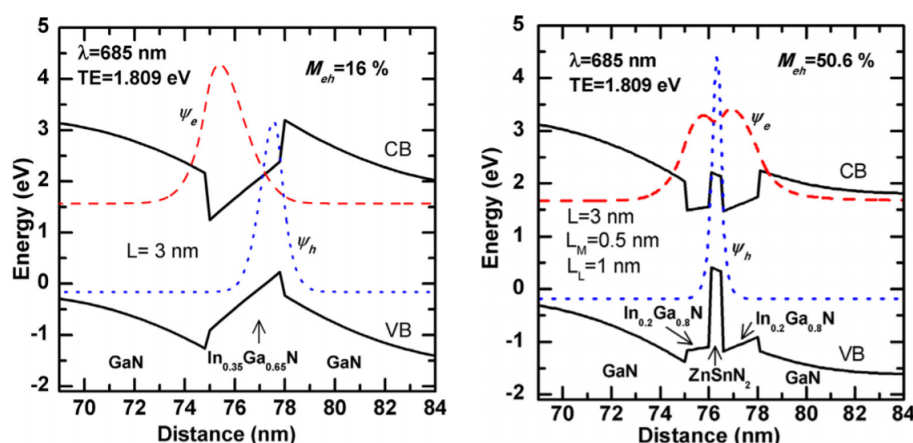 λ=685 nm
TE=1.809 eV
M_eh=16 %
ψ_e
CB
ψ_h
L= 3 nm
VB
GaN
In_0.35Ga_0.65N
GaN
Energy (eV)
5
4
3
2
1
0
-1
-2
70 72 74 76 78 80 82 84
Distance (nm)
λ=685 nm
TE=1.809 eV
M_eh=50.6 %
ψ_e
CB
L=3 nm
L_M=0.5 nm
L_L=1 nm
ψ_h
In_0.2Ga_0.8N
In_0.2Ga_0.8N
VB
GaN
ZnSnN_2
GaN
Energy (eV)
5
4
3
2
1
0
-1
-2
70 72 74 76 78 80 82 84
Distance (nm)